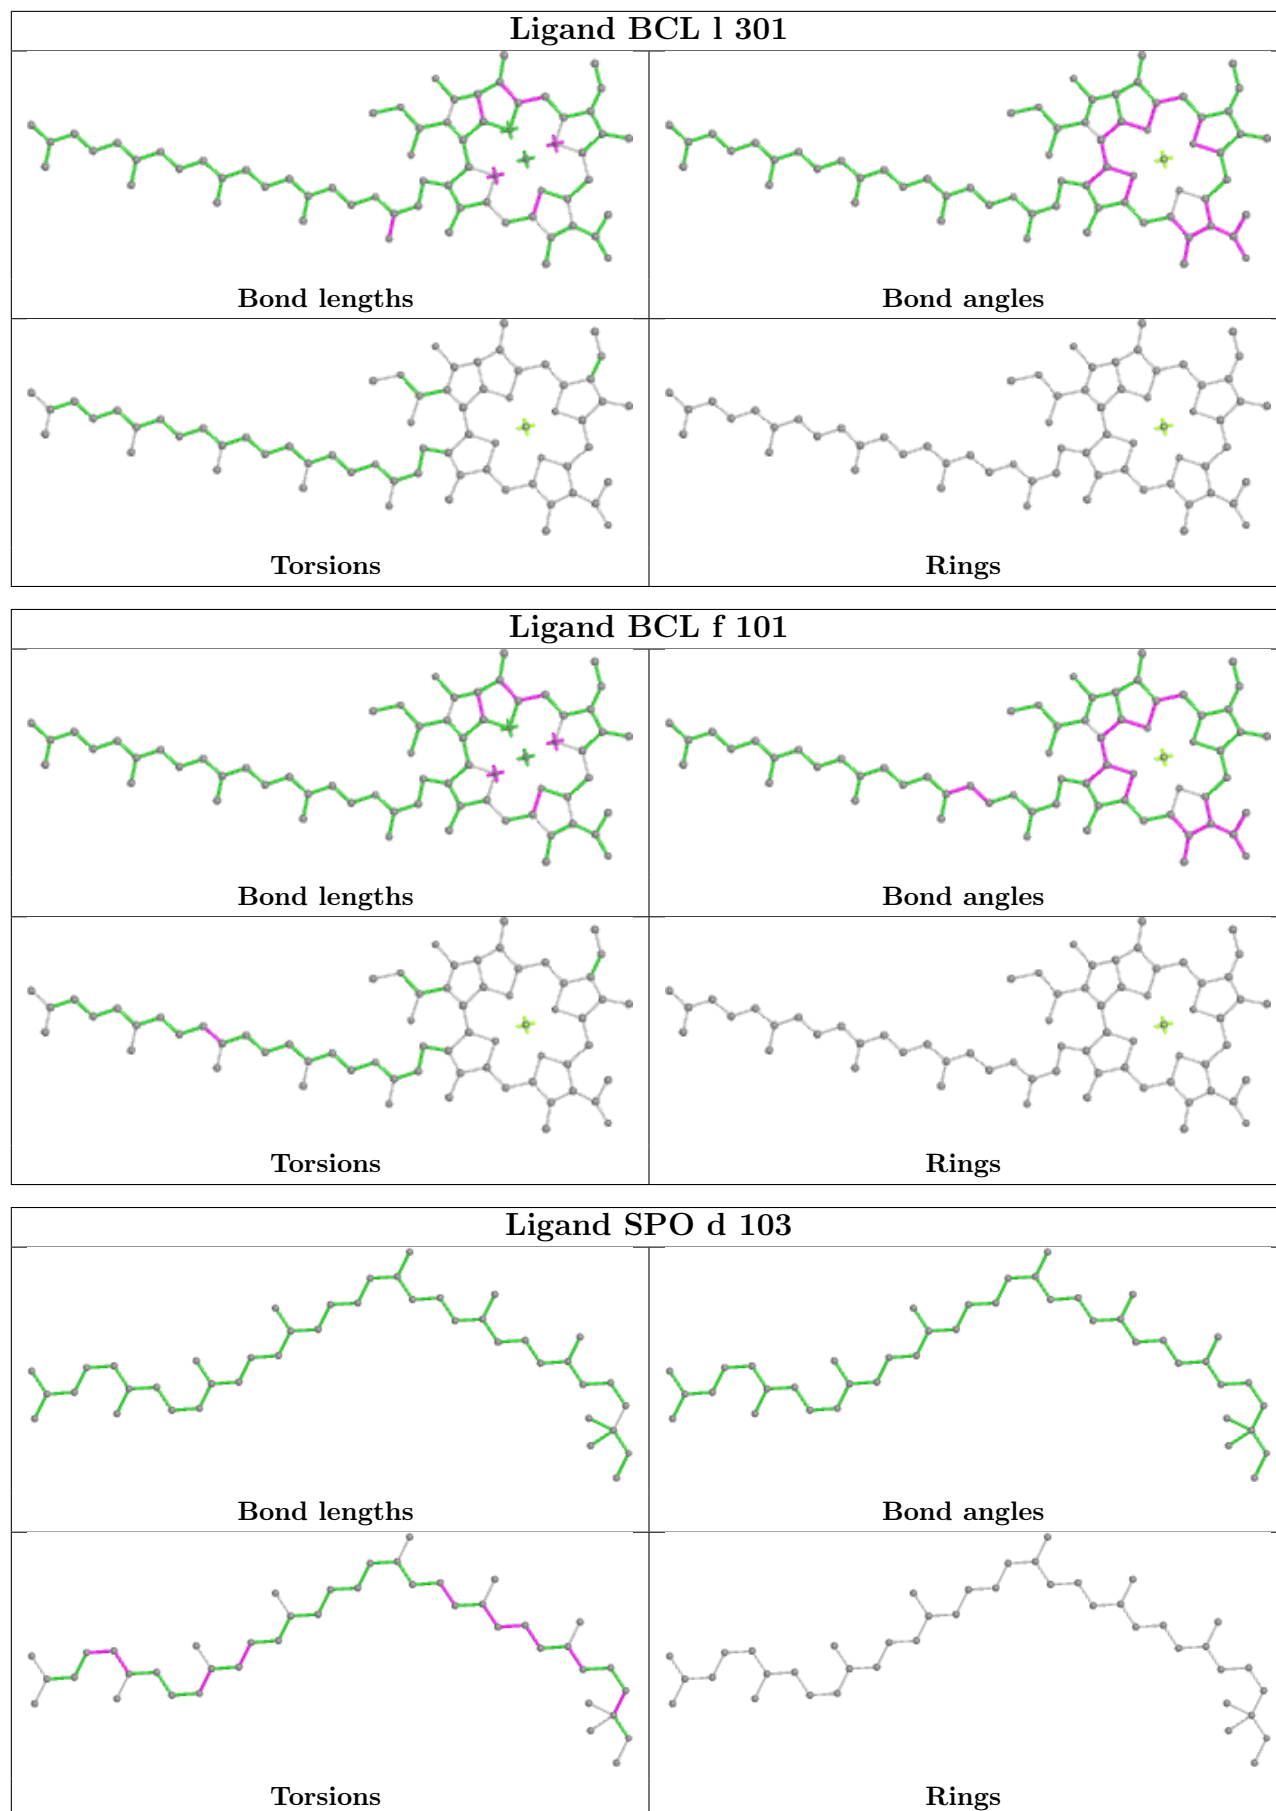 Ligand BCL l 301
Bond lengths
Bond angles
Torsions
Rings
Ligand BCL f 101
Bond lengths
Bond angles
Torsions
Rings
Ligand SPO d 103
Bond lengths
Bond angles
Torsions
Rings